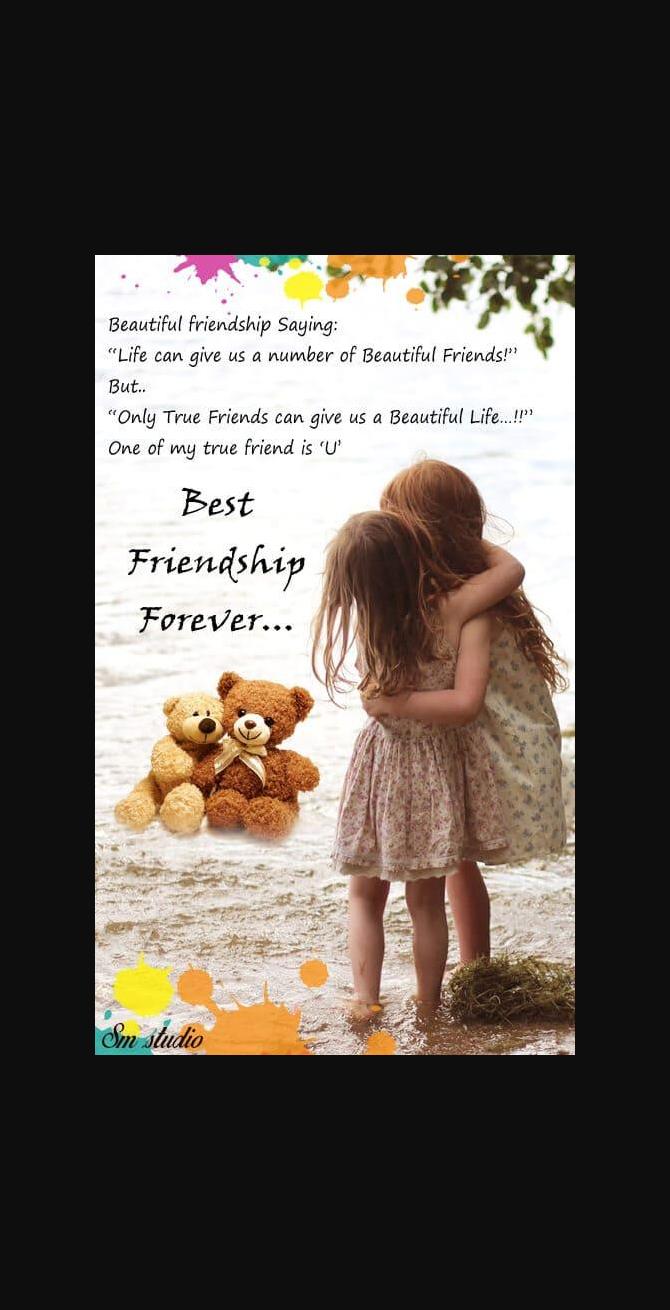 Beautiful friendship Saying:
“Life can give us a number of Beautiful Friends!”
But..
“Only True Friends can give us a Beautiful Life...!!”
One of my true friend is ‘U’
Best
Friendship
Forever...
Sm studio